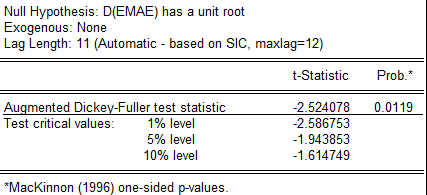 Null Hypothesis: D(EMAE) has a unit root
Exogenous: None
Lag Length: 11 (Automatic - based on SIC, maxlag=12)
t-Statistic Prob.*
Augmented Dickey-Fuller test statistic -2.524078 0.0119
Test critical values: 1% level -2.586753
5% level -1.943853
10% level -1.614749
*MacKinnon (1996) one-sided p-values.